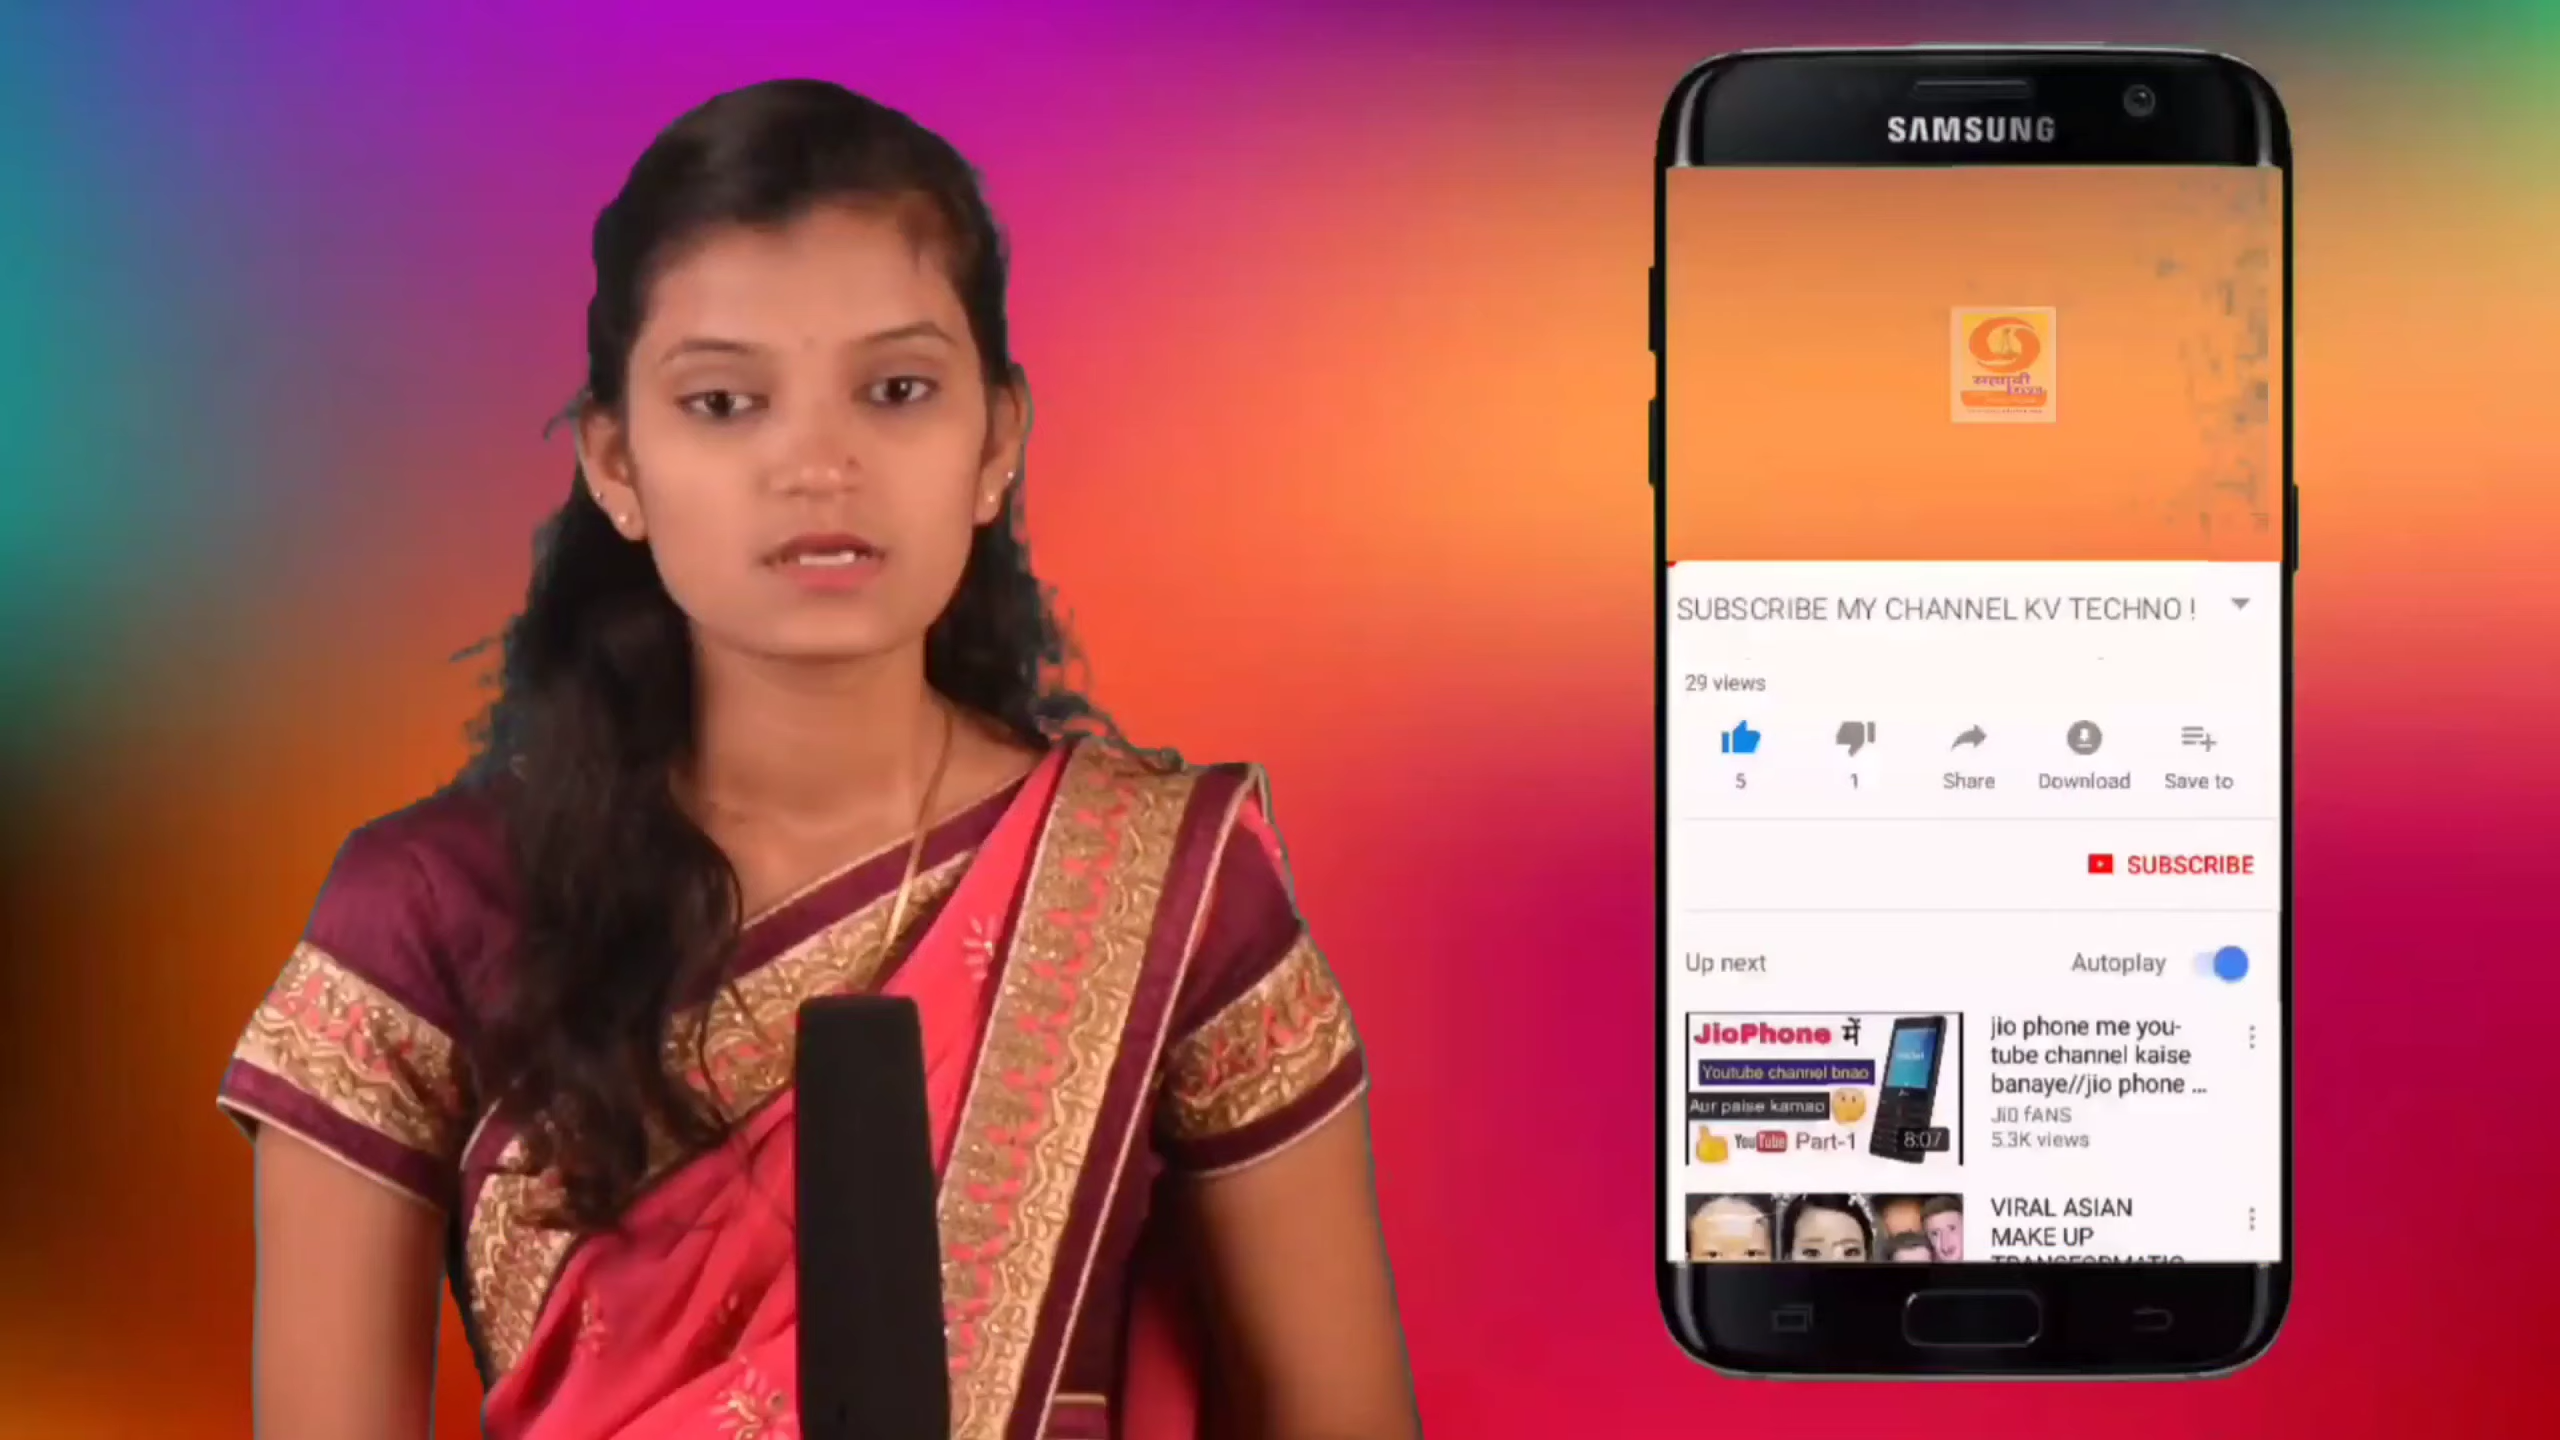 SAMSUNG
SUBSCRIBE MY CHANNEL KV TECHNO !
29 views
5
1
Share
Download
Save to
SUBSCRIBE
Up next
Autoplay
JioPhone में
Youtube channel bnao
Aur paise kamao
YouTube Part-1
8:07
jio phone me you-
tube channel kaise
banaye//jio phone ...
JiO fANS
5.3K views
VIRAL ASIAN
MAKE UP
TRANSFORMATIO